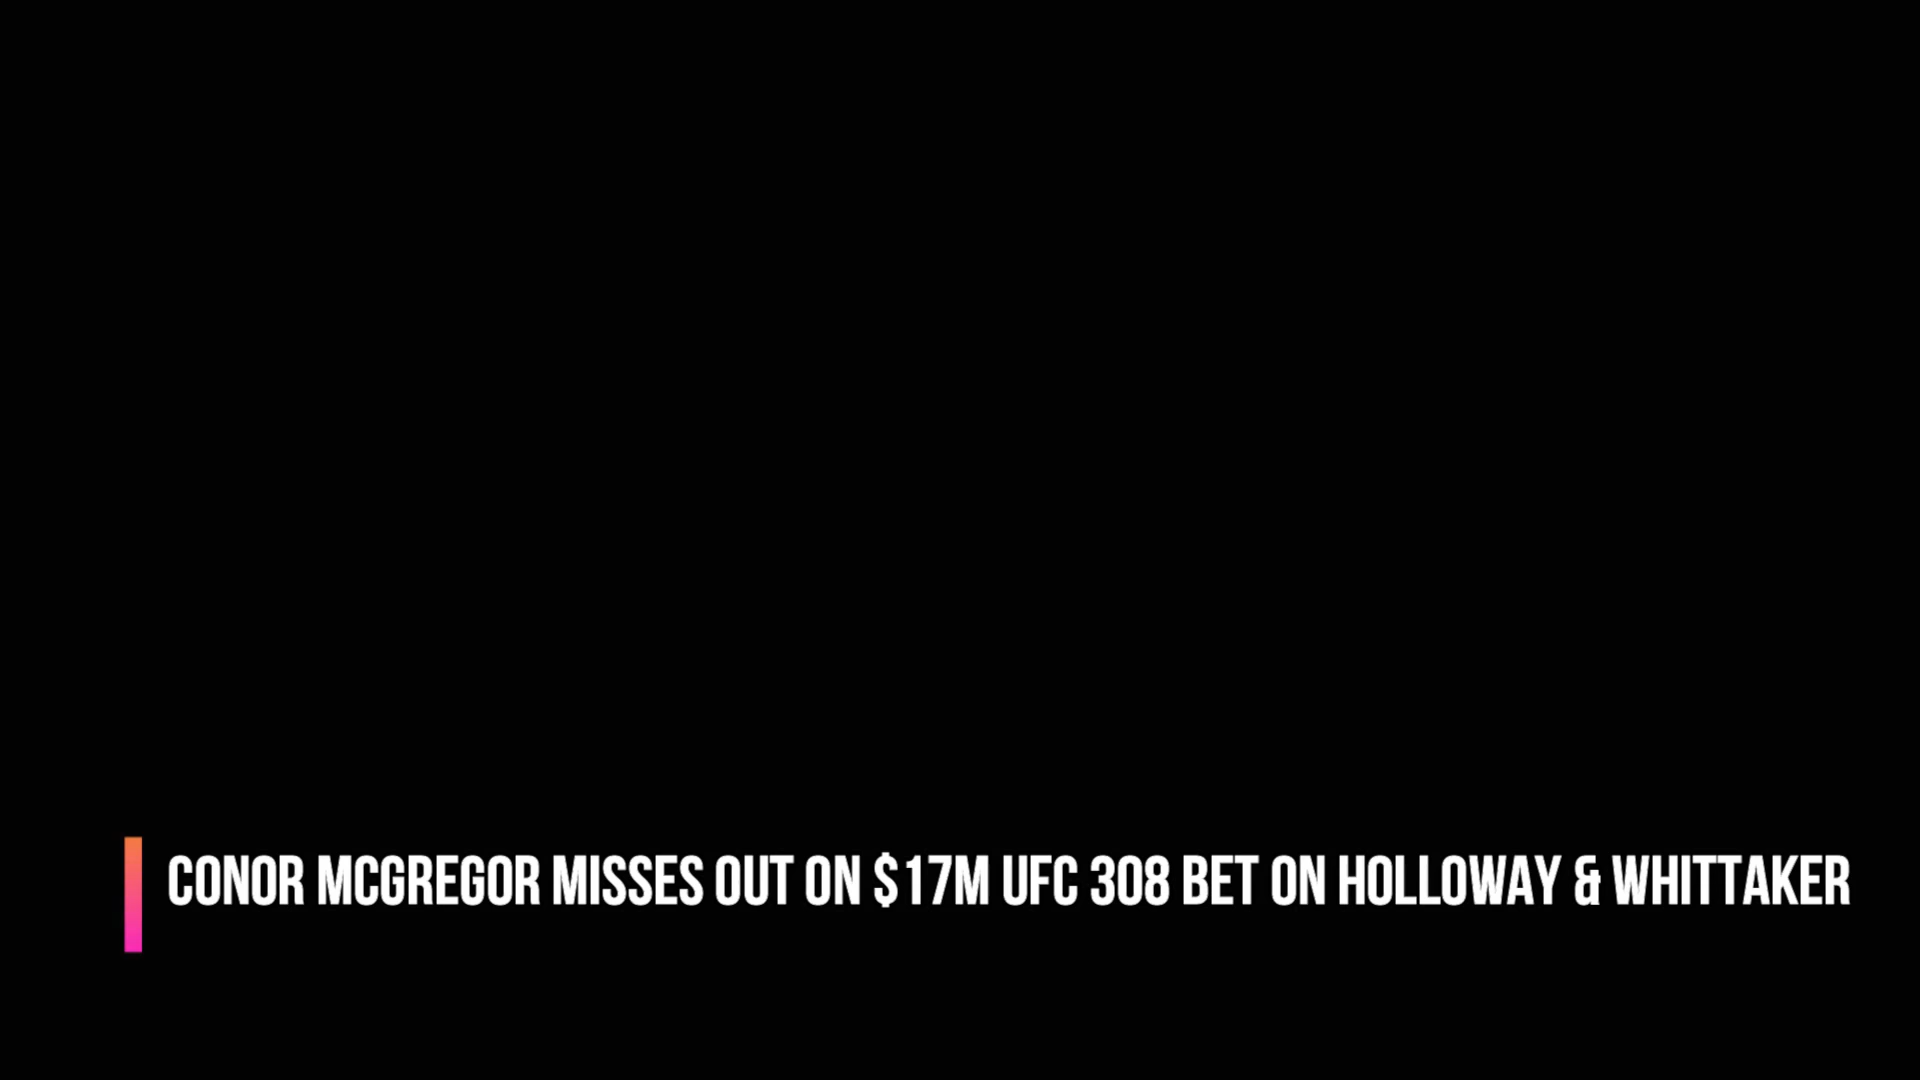 CONOR MCGREGOR MISSES OUT ON $17M UFC 308 BET ON HOLLOWAY & WHITTAKER